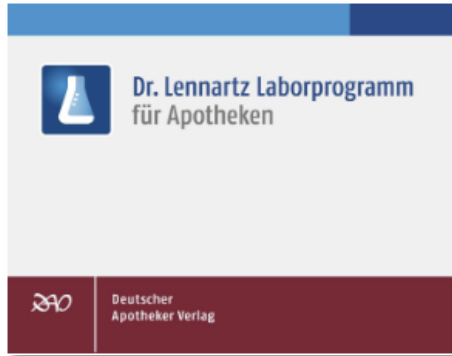 Dr. Lennartz Laborprogramm
für Apotheken
DAV
Deutscher
Apotheker Verlag